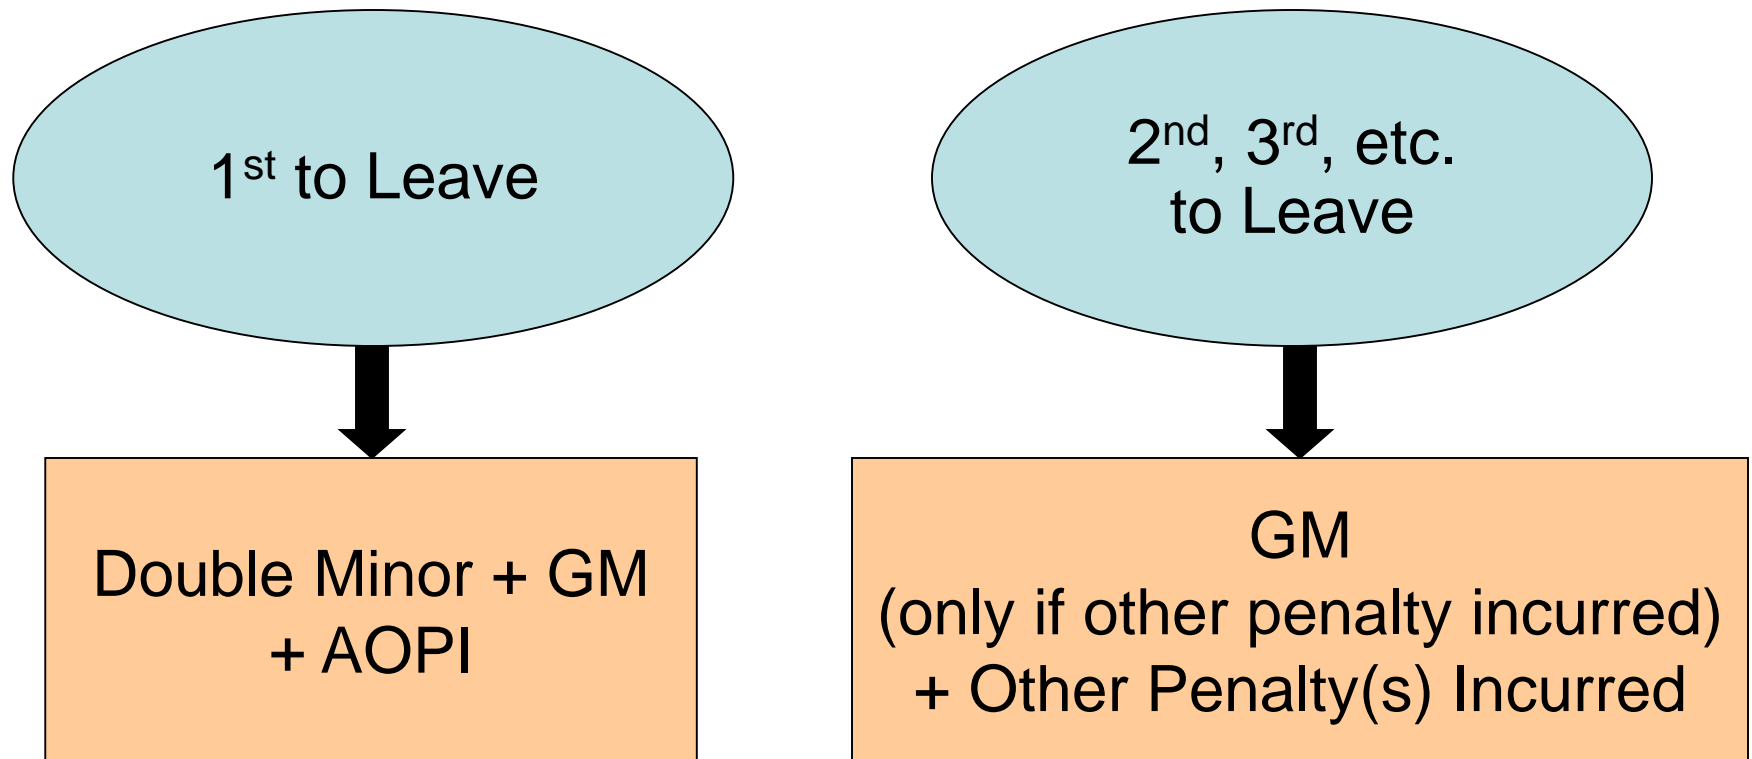 1st to Leave
2nd, 3rd, etc.
to Leave
Double Minor + GM
+ AOPI
GM
(only if other penalty incurred)
+ Other Penalty(s) Incurred